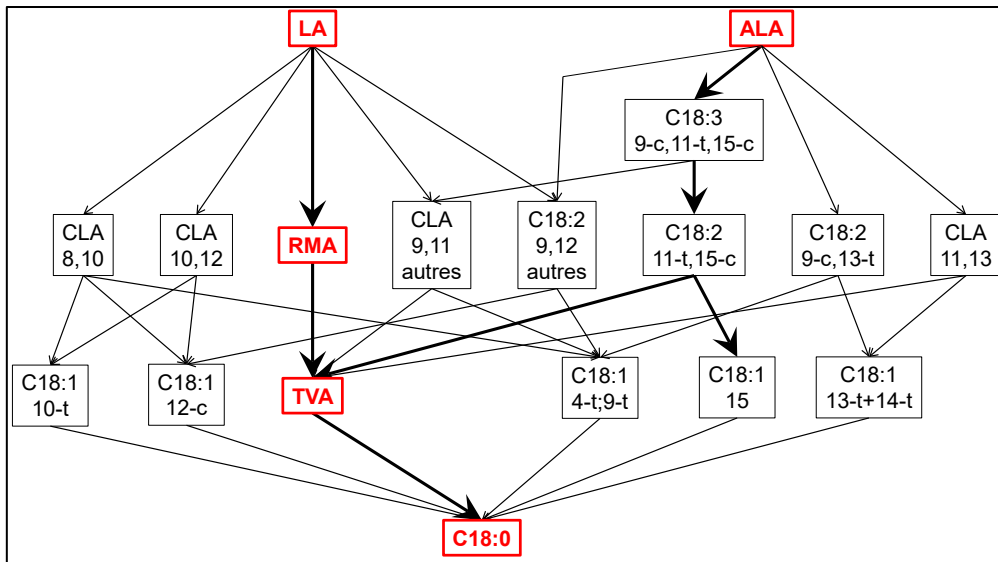 LA
ALA
C18:3
9-c,11-t,15-c
CLA
8,10
CLA
10,12
RMA
CLA
9,11
autres
C18:2
9,12
autres
C18:2
11-t,15-c
C18:2
9-c,13-t
CLA
11,13
C18:1
10-t
C18:1
12-c
TVA
C18:1
4-t;9-t
C18:1
15
C18:1
13-t+14-t
C18:0